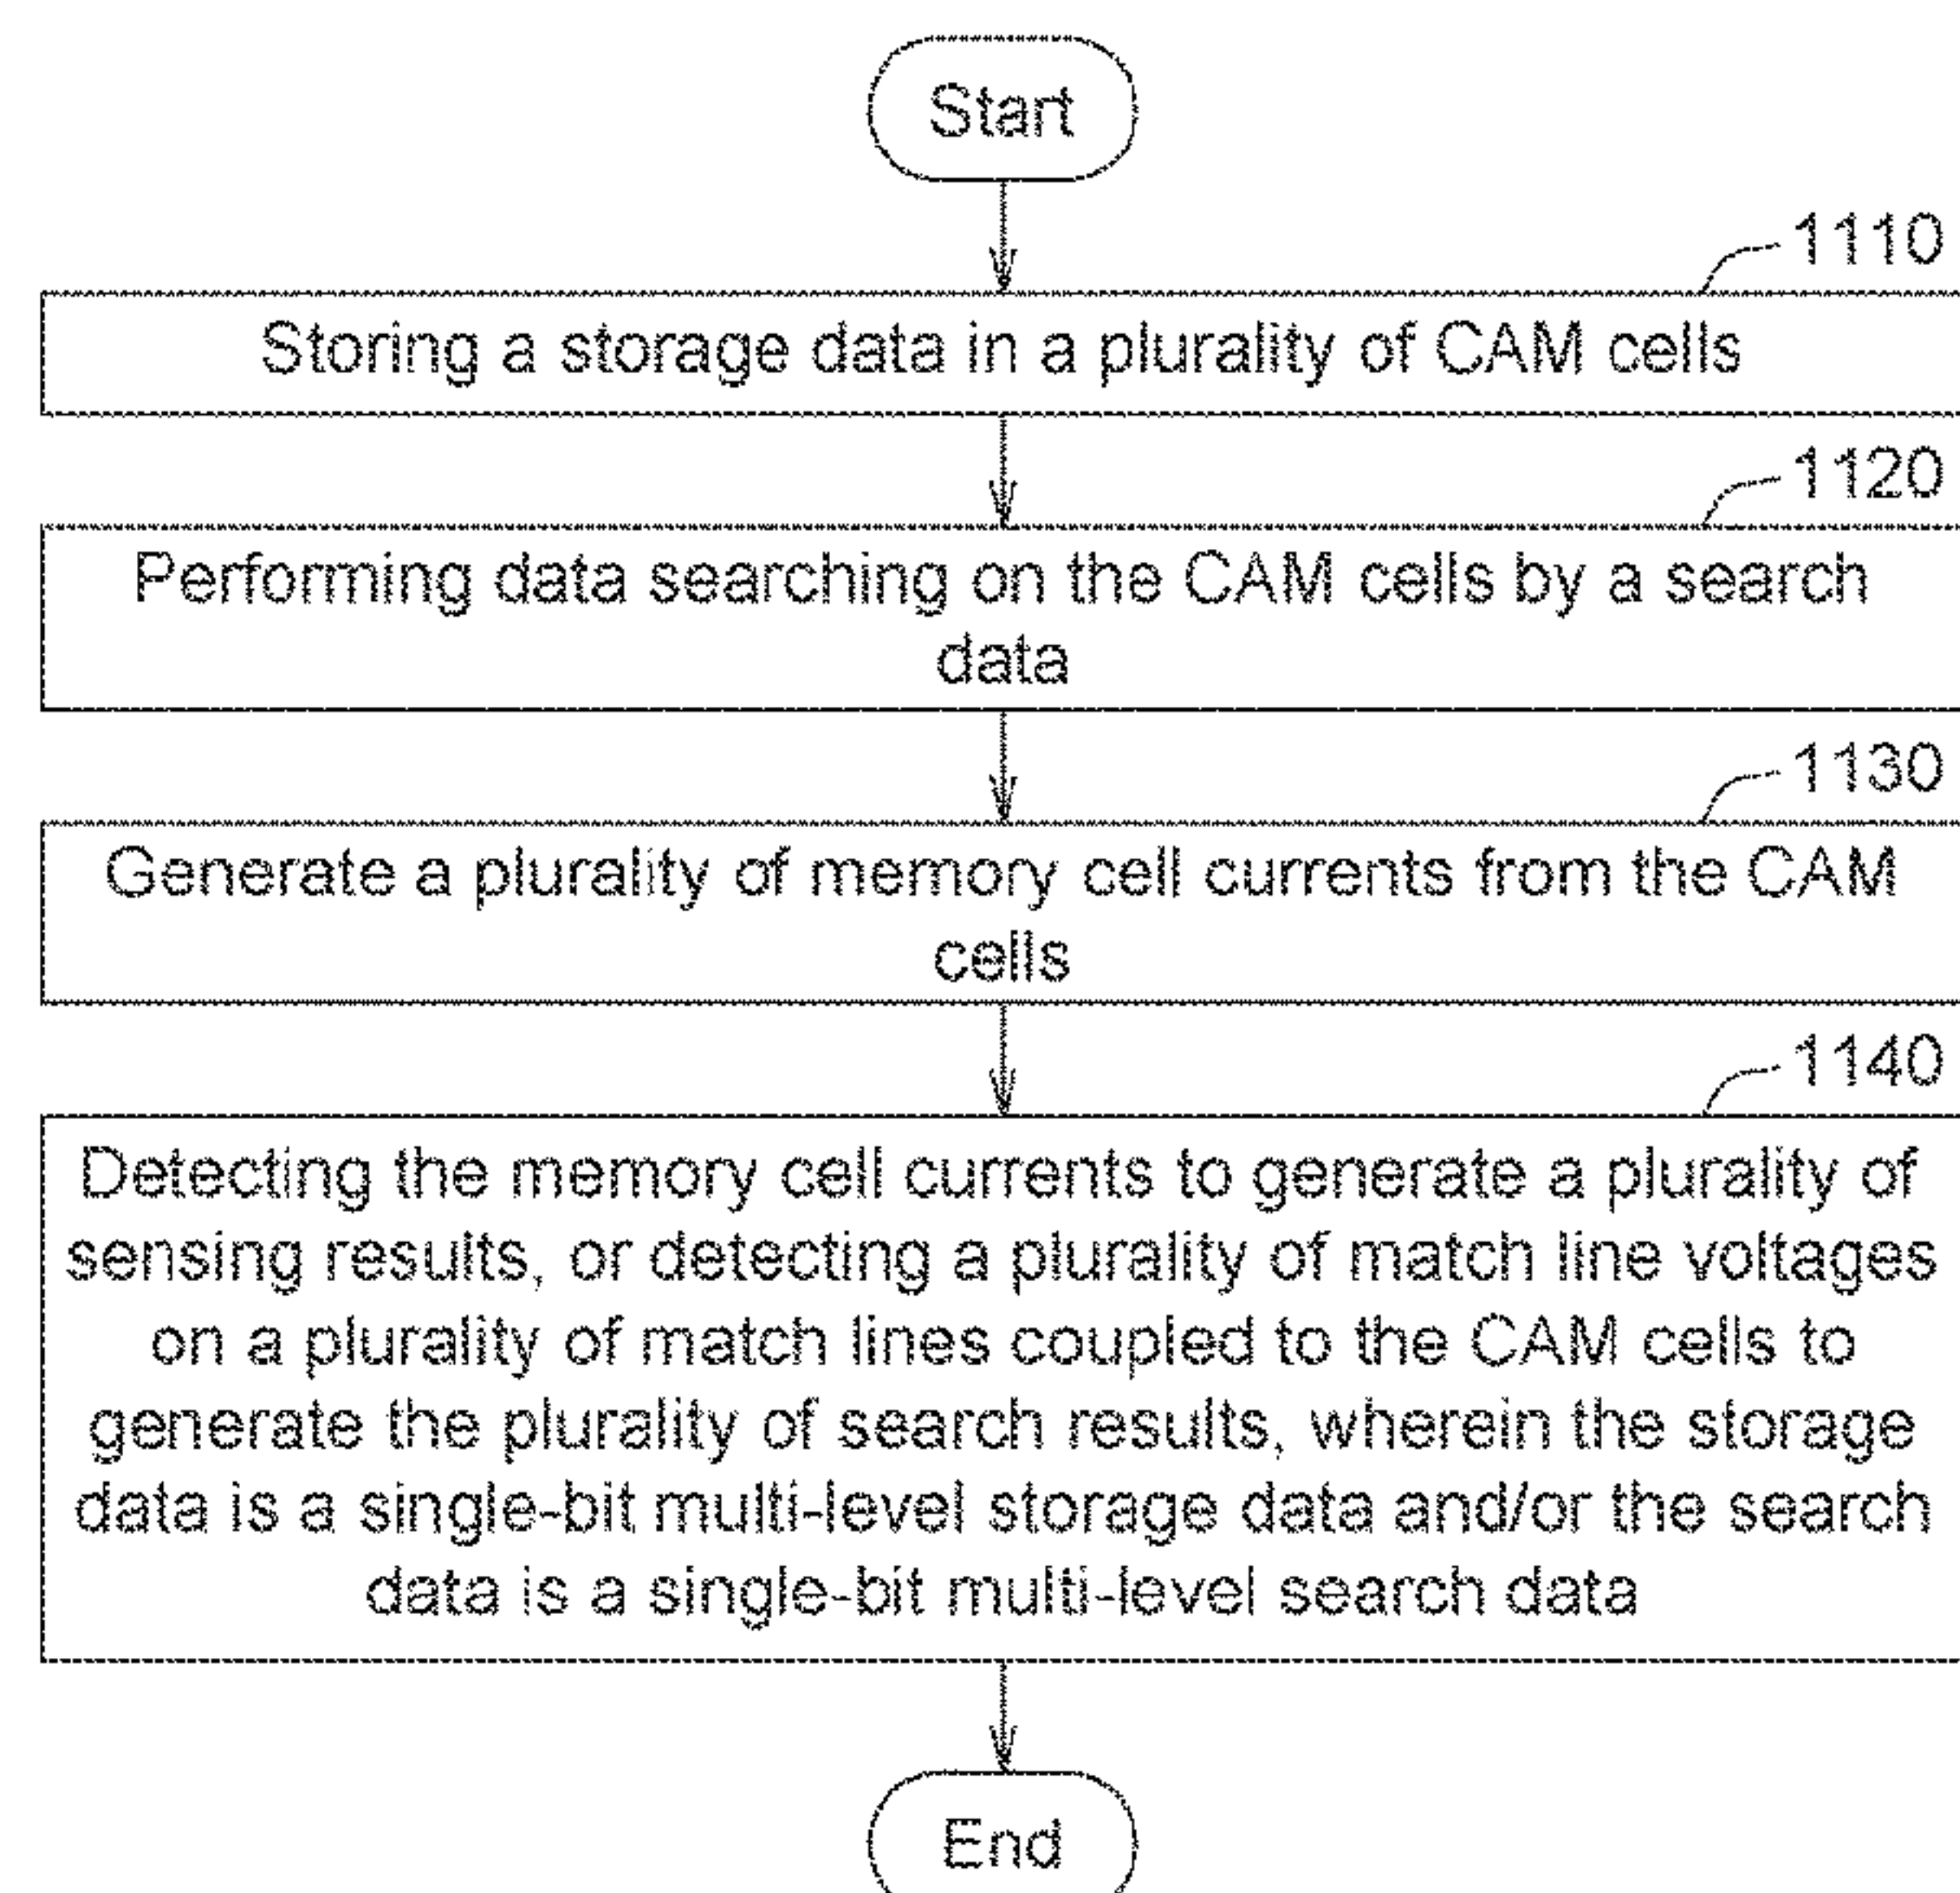 Start
1110
Storing a storage data in a plurality of CAM cells
1120
Performing data searching on the CAM cells by a search
data
1130
Generate a plurality of memory cell currents from the CAM
cells
1140
Detecting the memory cell currents to generate a plurality of
sensing results, or detecting a plurality of match line voltages
on a plurality of match lines coupled to the CAM cells to
generate the plurality of search results, wherein the storage
data is a single-bit multi-level storage data and/or the search
data is a single-bit multi-level search data
End